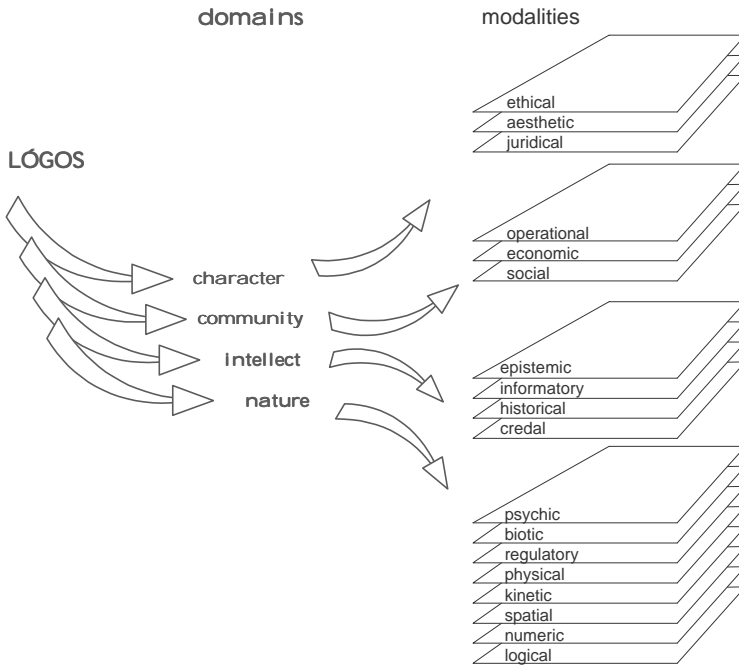 domains
modalities
LÓGOS
character
community
intellect
nature
ethical
aesthetic
juridical
operational
economic
social
epistemic
informatory
historical
credal
psychic
biotic
regulatory
physical
kinetic
spatial
numeric
logical